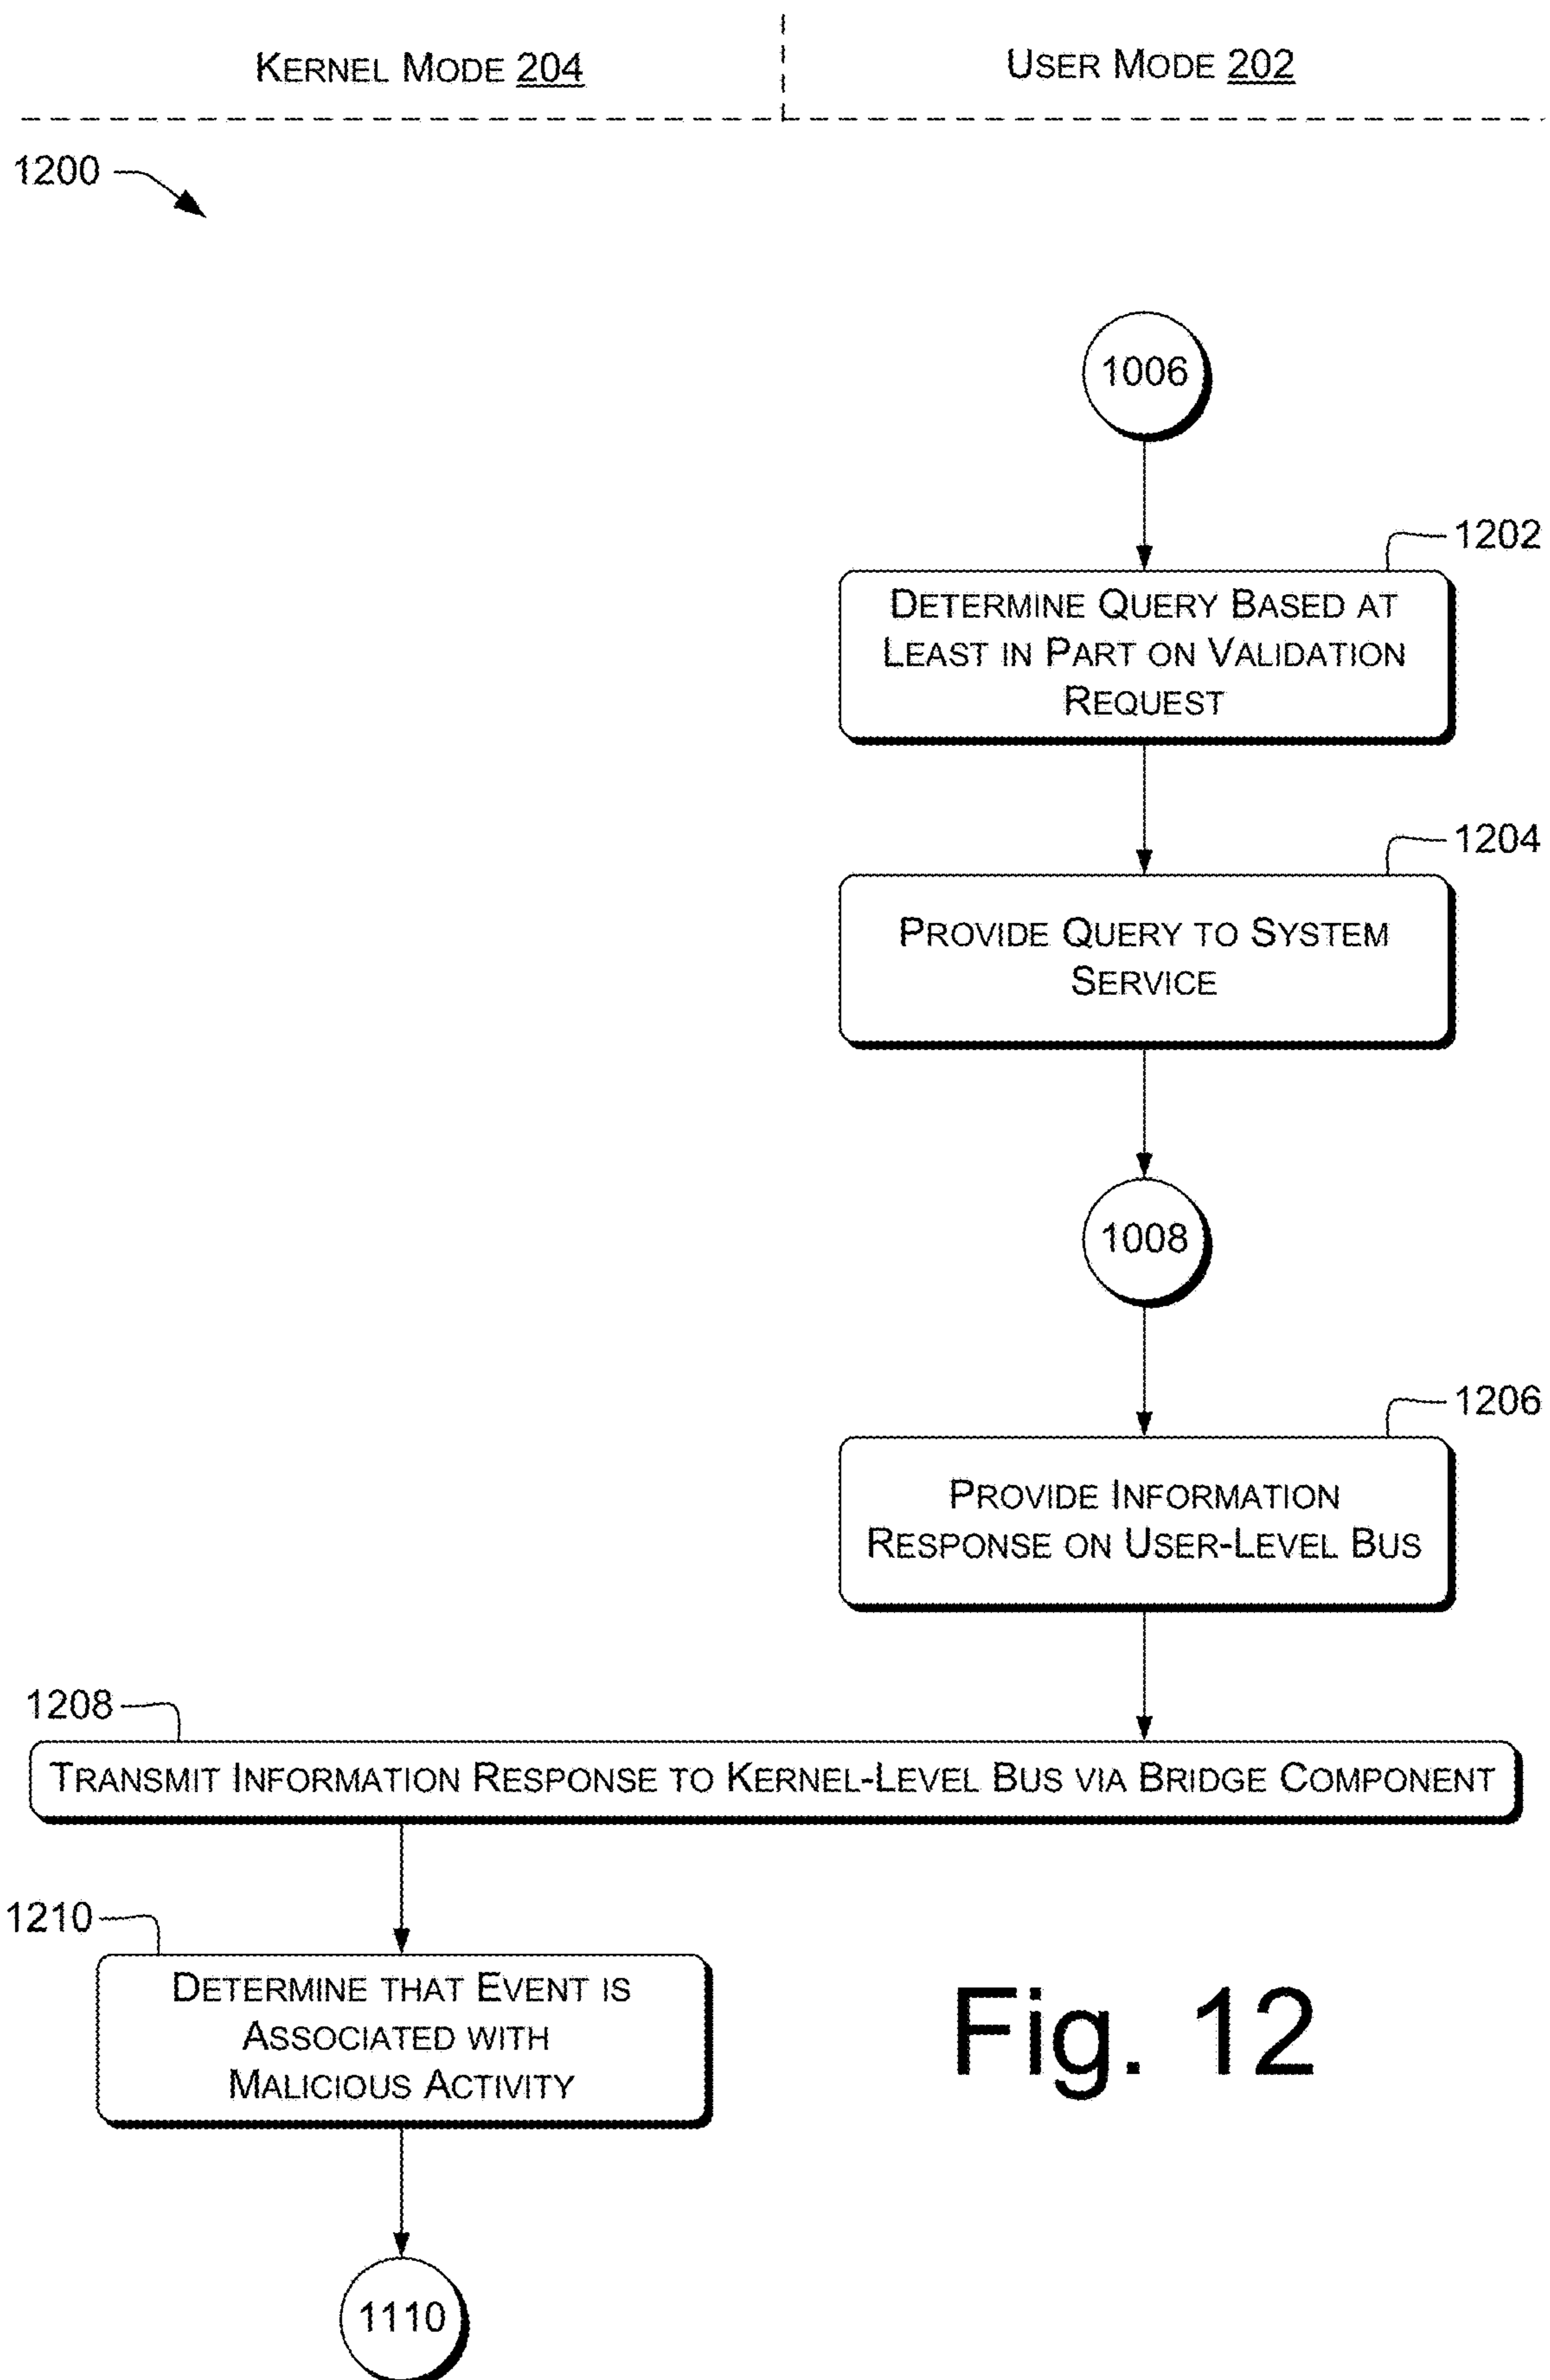 KERNEL MODE 204
USER MODE 202
1200
1006
1202
DETERMINE QUERY BASED AT
LEAST IN PART ON VALIDATION
REQUEST
1204
PROVIDE QUERY TO SYSTEM
SERVICE
1008
1206
PROVIDE INFORMATION
RESPONSE ON USER-LEVEL BUS
1208
TRANSMIT INFORMATION RESPONSE TO KERNEL-LEVEL BUS VIA BRIDGE COMPONENT
1210
DETERMINE THAT EVENT IS
ASSOCIATED WITH
MALICIOUS ACTIVITY
Fig. 12
1110